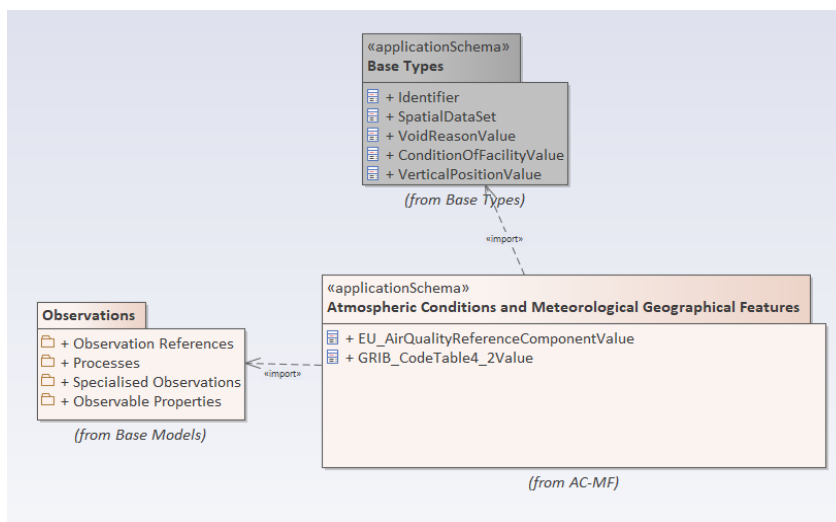 «applicationSchema»
Base Types
+ Identifier
+ SpatialDataSet
+ VoidReasonValue
+ ConditionOfFacilityValue
+ VerticalPositionValue
(from Base Types)
«import»
«applicationSchema»
Atmospheric Conditions and Meteorological Geographical Features
+ EU_AirQualityReferenceComponentValue
+ GRIB_CodeTable4_2Value
(from AC-MF)
Observations
+ Observation References
+ Processes
+ Specialised Observations
+ Observable Properties
(from Base Models)
«import»